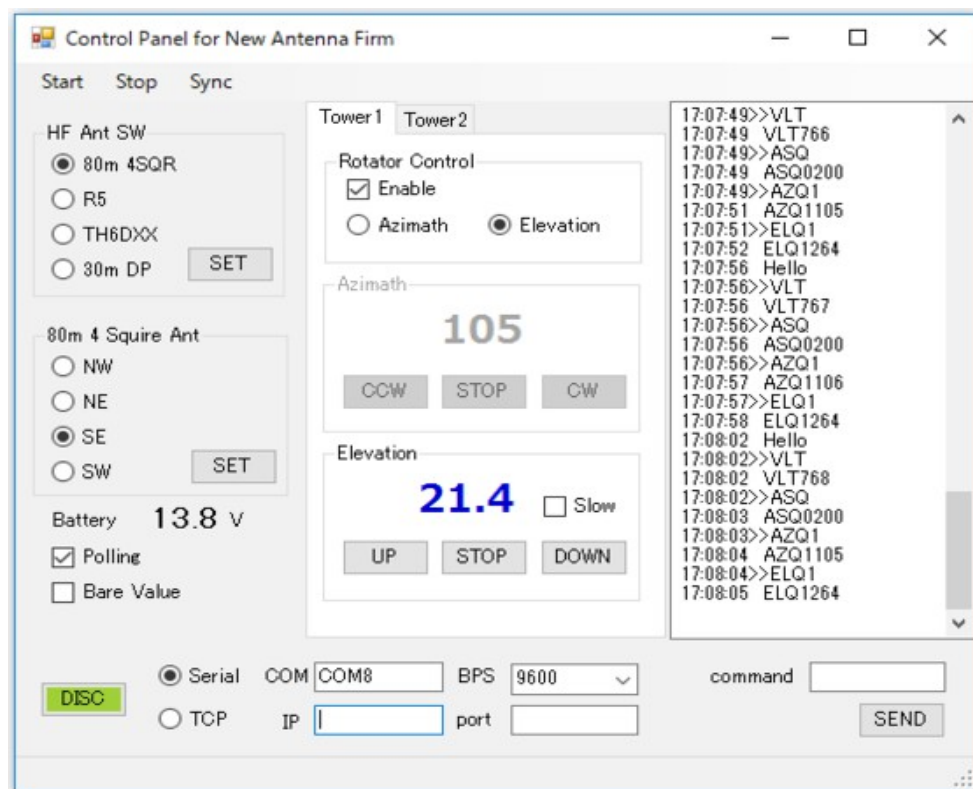 Control Panel for New Antenna Firm
Start Stop Sync
HF Ant SW
80m 4SQR
R5
TH6DXX
30m DP
SET
80m 4 Squire Ant
NW
NE
SE
SW
SET
Battery 13.8 V
Polling
Bare Value
Tower1 Tower2
Rotator Control
Enable
Azimath Elevation
Azimath
105
CCW STOP CW
Elevation
21.4 Slow
UP STOP DOWN
17:07:49>>VLT
17:07:49 VLT766
17:07:49>>ASQ
17:07:49 ASQ0200
17:07:49>>AZQ1
17:07:51 AZQ1105
17:07:51>>ELQ1
17:07:52 ELQ1264
17:07:56 Hello
17:07:56>>VLT
17:07:56 VLT767
17:07:56>>ASQ
17:07:56 ASQ0200
17:07:56>>AZQ1
17:07:57 AZQ1106
17:07:57>>ELQ1
17:07:58 ELQ1264
17:08:02 Hello
17:08:02>>VLT
17:08:02 VLT768
17:08:02>>ASQ
17:08:03 ASQ0200
17:08:03>>AZQ1
17:08:04 AZQ1105
17:08:04>>ELQ1
17:08:05 ELQ1264
DISC
Serial COM COM8 BPS 9600
TCP IP port
command
SEND